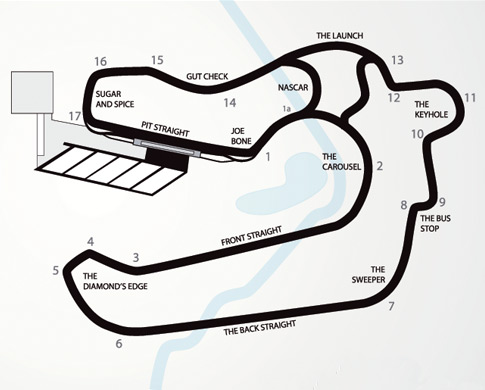 THE LAUNCH
13
16
15
GUT CHECK
NASCAR
SUGAR
AND SPICE
14
12
THE
KEYHOLE
11
1a
17
PIT STRAIGHT
JOE
BONE
10
1
THE
CAROUSEL
2
8
9
THE BUS
STOP
FRONT STRAIGHT
4
3
5
THE
DIAMOND'S EDGE
THE
SWEEPER
7
6
THE BACK STRAIGHT